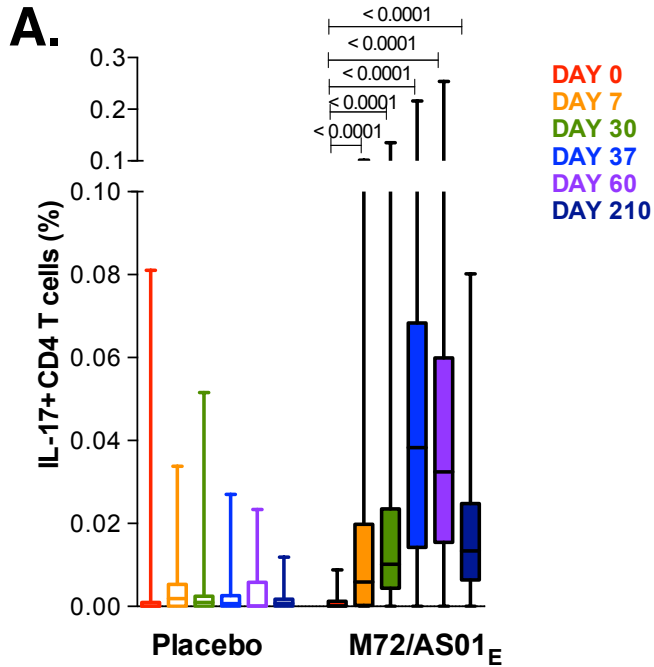 A.
< 0.0001
< 0.0001
< 0.0001
< 0.0001
< 0.0001
0.3
0.2
0.1
0.10
0.08
0.06
0.04
0.02
0.00
IL-17+ CD4 T cells (%)
DAY 0
DAY 7
DAY 30
DAY 37
DAY 60
DAY 210
Placebo
M72/AS01E